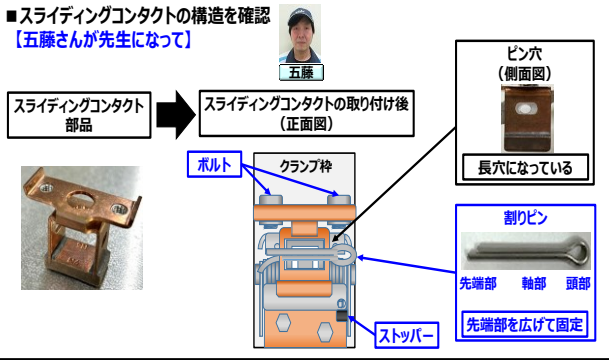 ■スライディングコンタクトの構造を確認
【五藤さんが先生になって】
五藤
スライディングコンタクト
部品
スライディングコンタクトの取り付け後
（正面図）
ピン穴
（側面図）
長穴になっている
ボルト
クランプ枠
割りピン
先端部 軸部 頭部
先端部を広げて固定
ストッパー